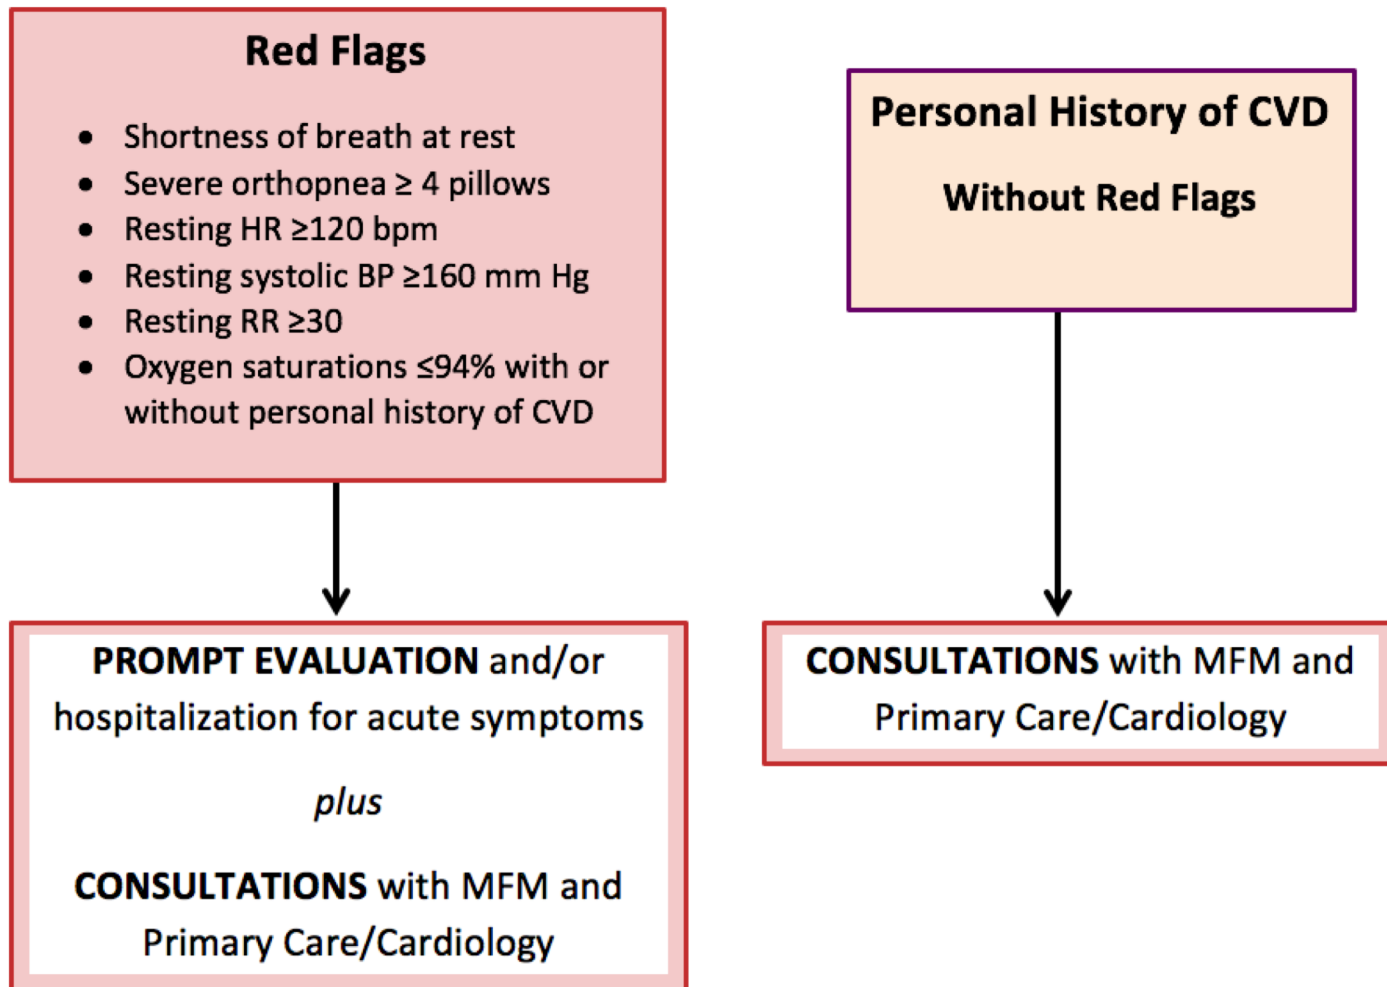 Red Flags
• Shortness of breath at rest
• Severe orthopnea ≥ 4 pillows
• Resting HR ≥120 bpm
• Resting systolic BP ≥160 mm Hg
• Resting RR ≥30
• Oxygen saturations ≤94% with or
without personal history of CVD
PROMPT EVALUATION and/or
hospitalization for acute symptoms
plus
CONSULTATIONS with MFM and
Primary Care/Cardiology
Personal History of CVD
Without Red Flags
CONSULTATIONS with MFM and
Primary Care/Cardiology